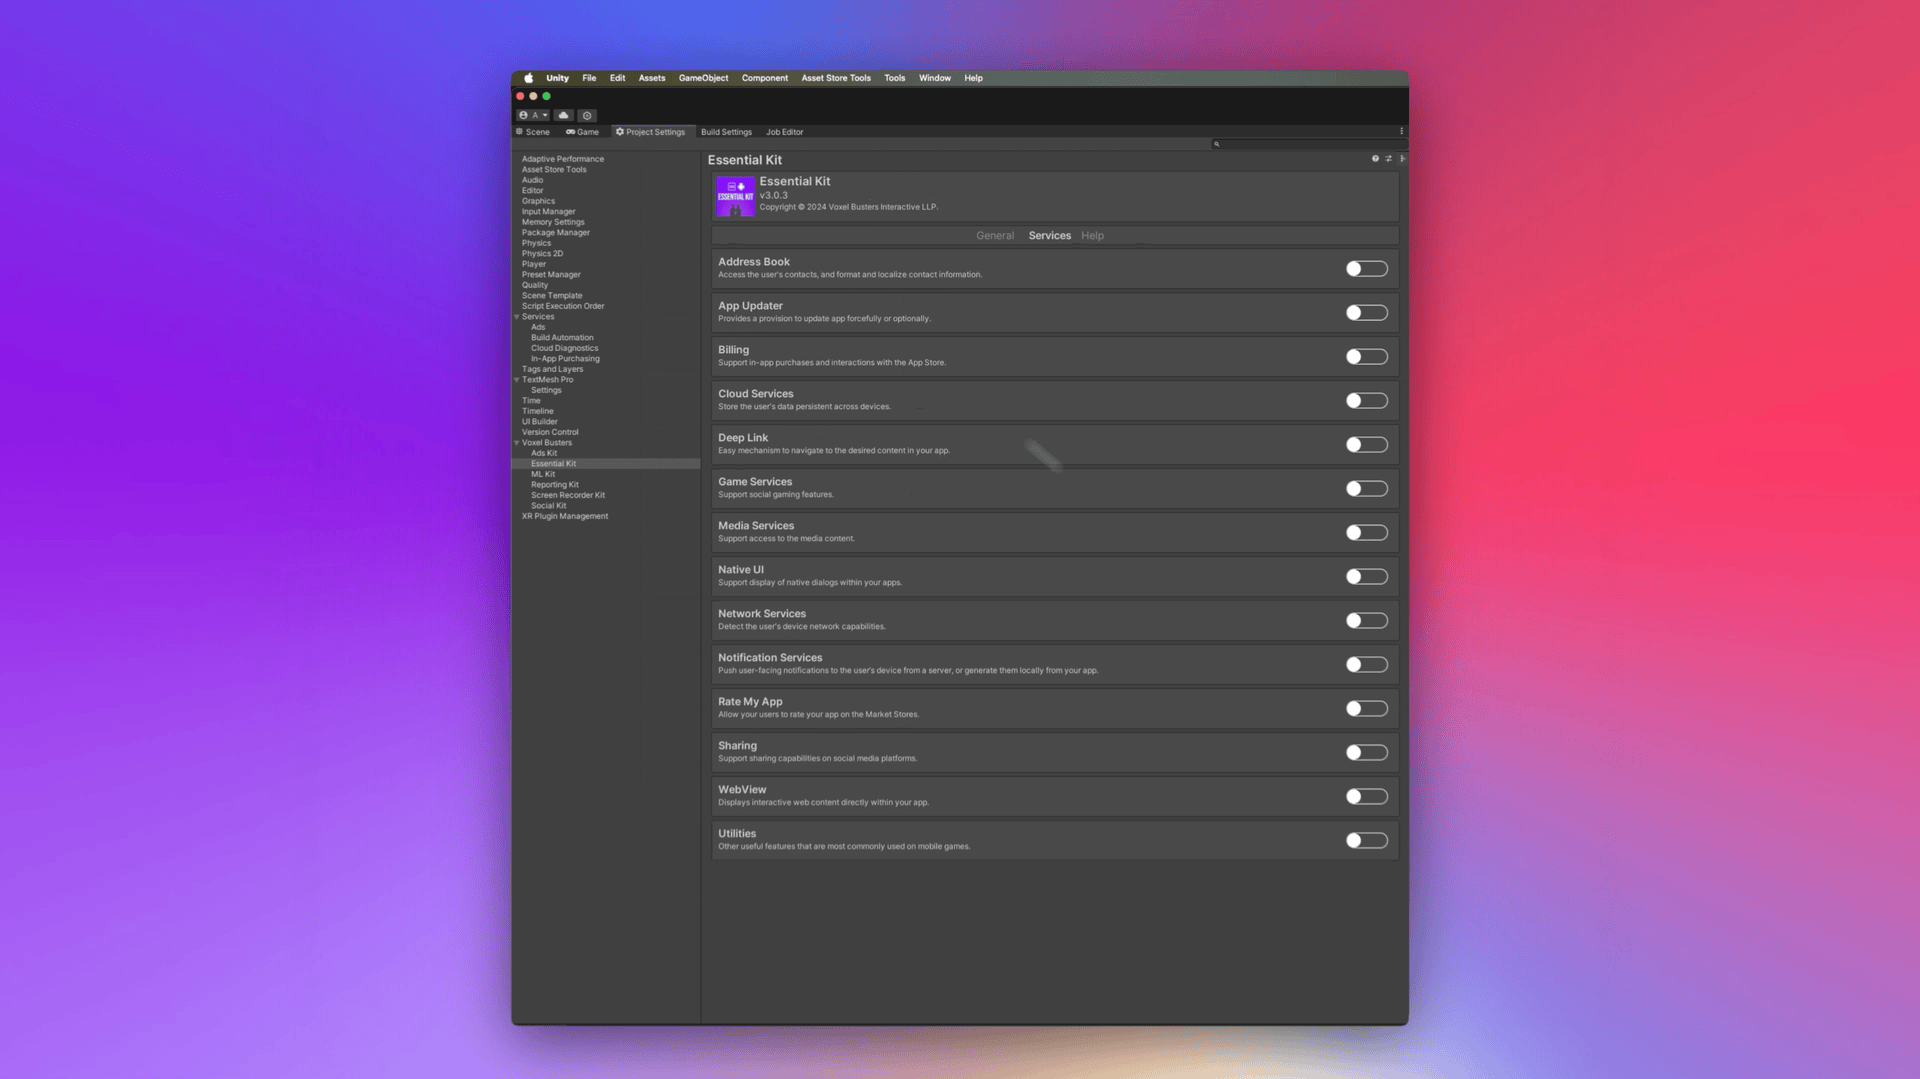 Unity File Edit Assets GameObject Component Asset Store Tools Tools Window Help
A
Scene Game Project Settings Build Settings Job Editor
Adaptive Performance
Asset Store Tools
Audio
Editor
Graphics
Input Manager
Memory Settings
Package Manager
Physics
Physics 2D
Player
Preset Manager
Quality
Scene Template
Script Execution Order
Services
Ads
Build Automation
Cloud Diagnostics
In-App Purchasing
Tags and Layers
TextMesh Pro
Settings
Time
Timeline
UI Builder
Version Control
Voxel Busters
Ads Kit
Essential Kit
ML Kit
Reporting Kit
Screen Recorder Kit
Social Kit
XR Plugin Management
Essential Kit
ESSENTIAL KIT
Essential Kit
v3.0.3
Copyright © 2024 Voxel Busters Interactive LLP.
General Services Help
Address Book
Access the user's contacts, and format and localize contact information.
App Updater
Provides a provision to update app forcefully or optionally.
Billing
Support in-app purchases and interactions with the App Store.
Cloud Services
Store the user's data persistent across devices.
Deep Link
Easy mechanism to navigate to the desired content in your app.
Game Services
Support social gaming features.
Media Services
Support access to the media content.
Native UI
Support display of native dialogs within your apps.
Network Services
Detect the user's device network capabilities.
Notification Services
Push user-facing notifications to the user's device from a server, or generate them locally from your app.
Rate My App
Allow your users to rate your app on the Market Stores.
Sharing
Support sharing capabilities on social media platforms.
WebView
Displays interactive web content directly within your app.
Utilities
Other useful features that are most commonly used on mobile games.